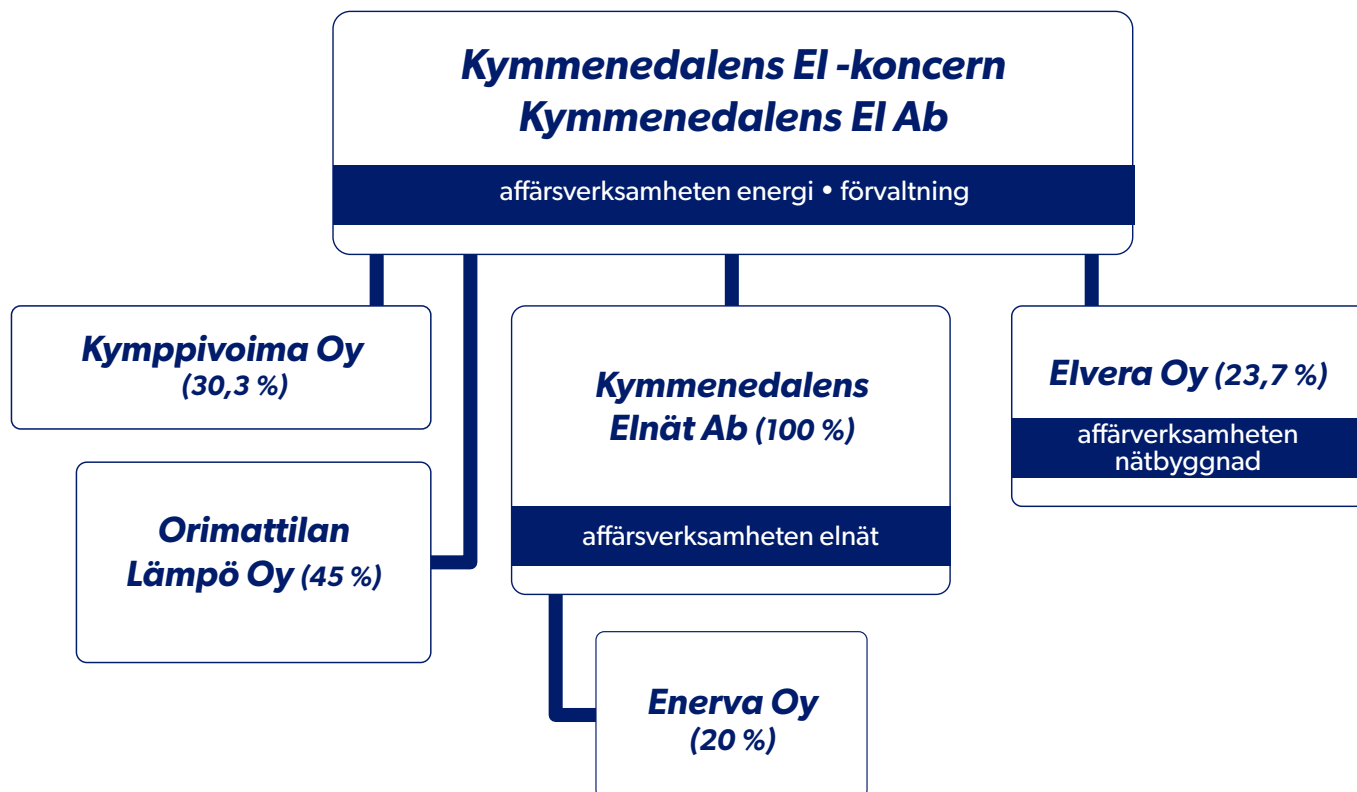 Kymmenedalens El -koncern
Kymmenedalens El Ab
affärsverksamheten energi • förvaltning
Kymppivoima Oy
(30,3 %)
Orimattilan
Lämpö Oy (45 %)
Kymmenedalens
Elnät Ab (100 %)
affärsverksamheten elnät
Enerva Oy
(20 %)
Elvera Oy (23,7 %)
affärverksamheten
nätbyggnad